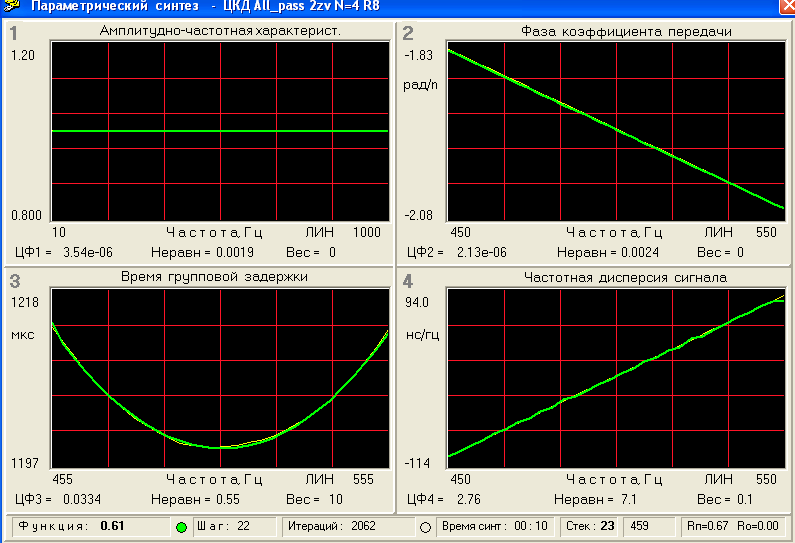 Параметрический синтез - ЦКД All_pass 2zv N=4 R8
1 Амплитудно-частотная характерист.
1.20
0.800
10 Частота, Гц ЛИН 1000
ЦФ1 = 3.54e-06 Неравн = 0.0019 Вес = 0
2 Фаза коэффициента передачи
-1.83
рад/п
-2.08
450 Частота, Гц ЛИН 550
ЦФ2 = 2.13e-06 Неравн = 0.0024 Вес = 0
3 Время групповой задержки
1218
мкс
1197
455 Частота, Гц ЛИН 555
ЦФ3 = 0.0334 Неравн = 0.55 Вес = 10
4 Частотная дисперсия сигнала
94.0
нс/гц
-114
450 Частота, Гц ЛИН 550
ЦФ4 = 2.76 Неравн = 7.1 Вес = 0.1
Функция: 0.61 Шаг: 22 Итераций: 2062 Время синт: 00:10 Стек: 23 459 Rп=0.67 Ro=0.00